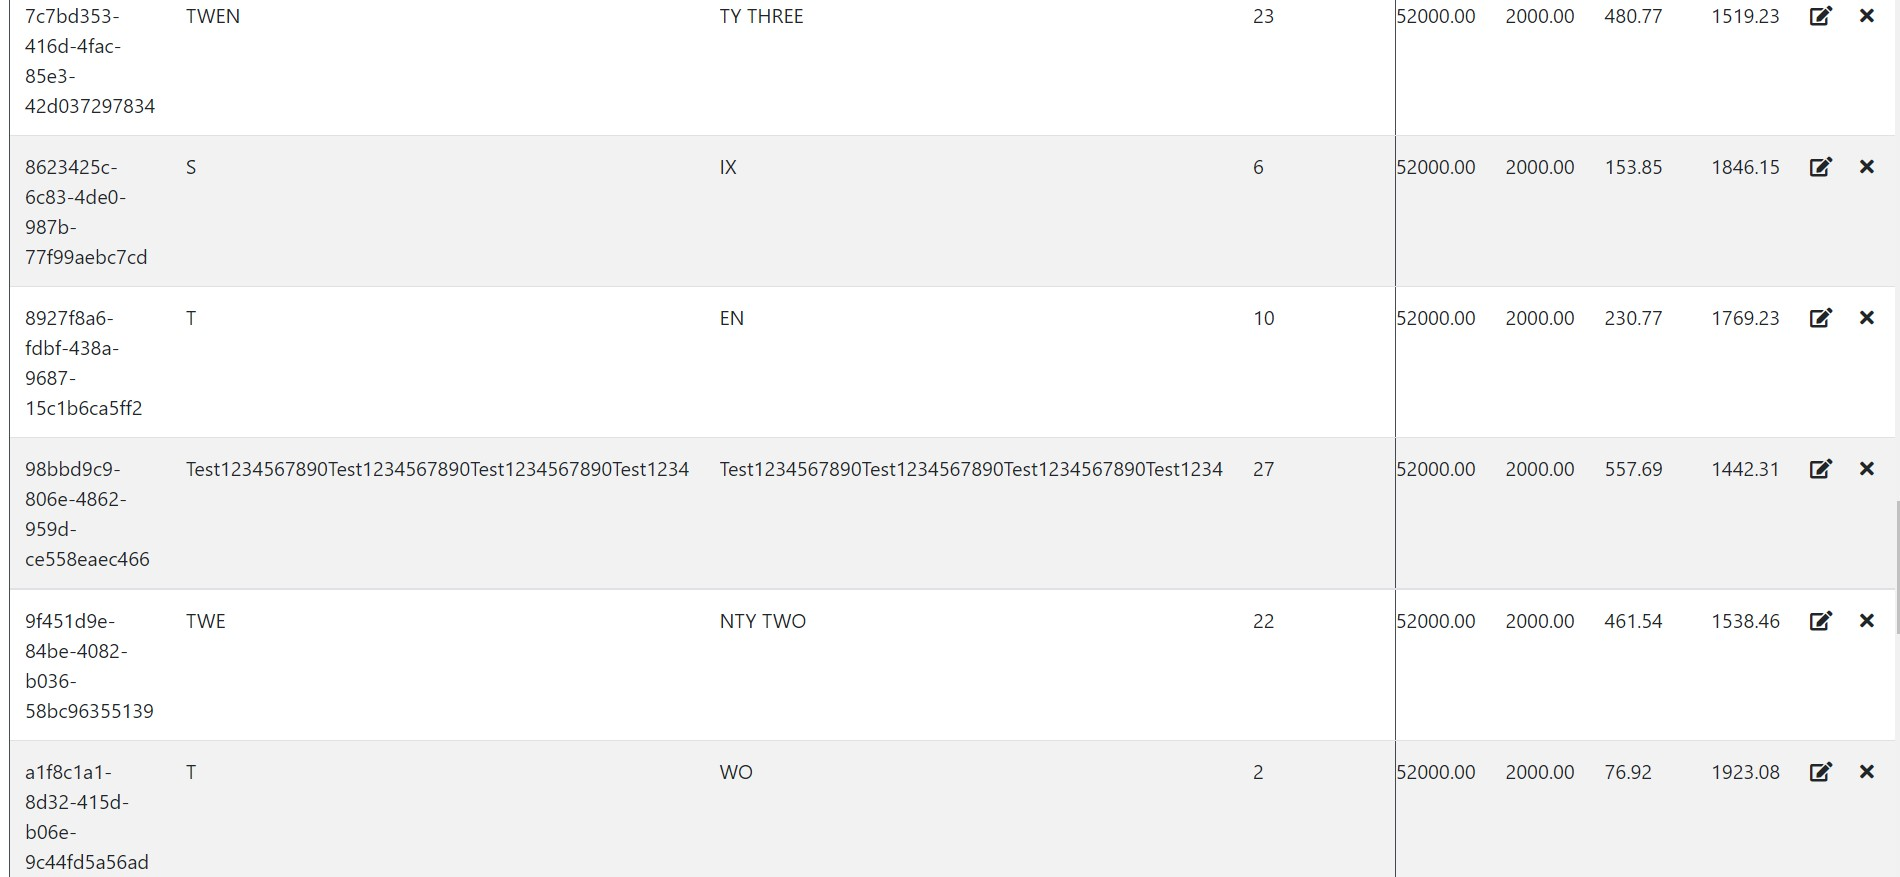 7c7bd353- TWEN TY THREE 23 52000.00 2000.00 480.77 1519.23
416d-4fac-
85e3-
42d037297834
8623425c- S IX 6 52000.00 2000.00 153.85 1846.15
6c83-4de0-
987b-
77f99aebc7cd
8927f8a6- T EN 10 52000.00 2000.00 230.77 1769.23
fdbf-438a-
9687-
15c1b6ca5ff2
98bbd9c9- Test1234567890Test1234567890Test1234567890Test1234 Test1234567890Test1234567890Test1234567890Test1234 27 52000.00 2000.00 557.69 1442.31
806e-4862-
959d-
ce558eaec466
9f451d9e- TWE NTY TWO 22 52000.00 2000.00 461.54 1538.46
84be-4082-
b036-
58bc96355139
a1f8c1a1- T WO 2 52000.00 2000.00 76.92 1923.08
8d32-415d-
b06e-
9c44fd5a56ad